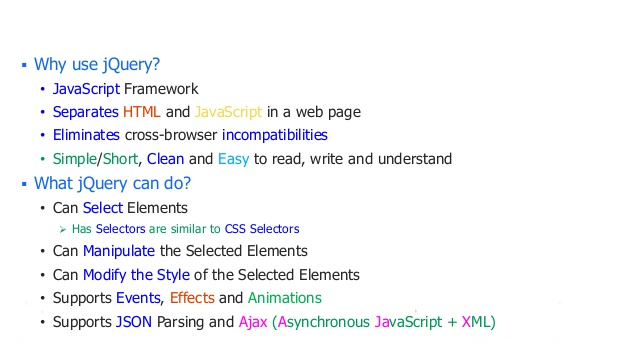 ▪ Why use jQuery?
• JavaScript Framework
• Separates HTML and JavaScript in a web page
• Eliminates cross-browser incompatibilities
• Simple/Short, Clean and Easy to read, write and understand
▪ What jQuery can do?
• Can Select Elements
➢ Has Selectors are similar to CSS Selectors
• Can Manipulate the Selected Elements
• Can Modify the Style of the Selected Elements
• Supports Events, Effects and Animations
• Supports JSON Parsing and Ajax (Asynchronous JavaScript + XML)